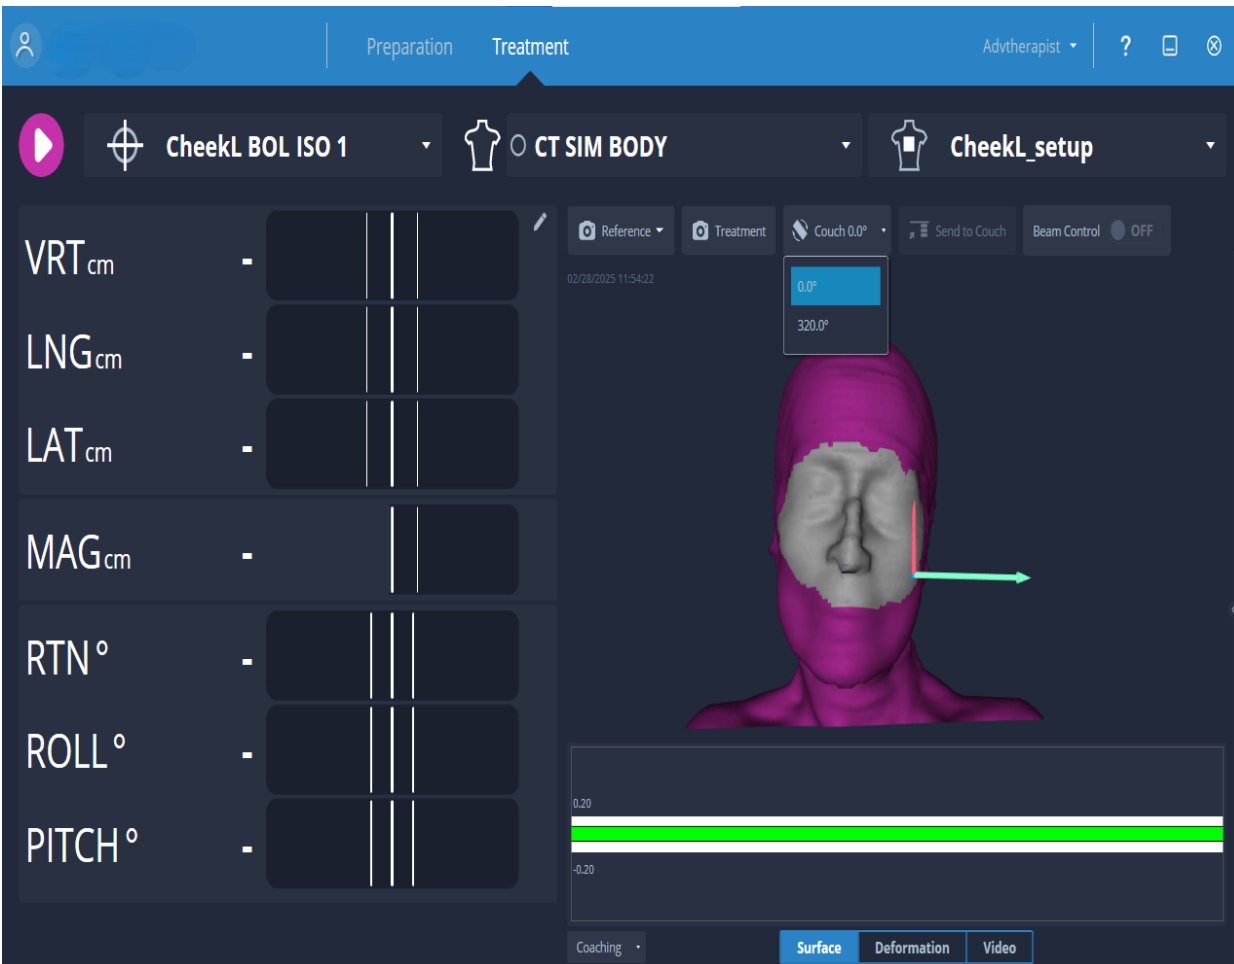 Preparation Treatment Advtherapist ?
CheekL BOL ISO 1 CT SIM BODY CheekL_setup
Reference Treatment Couch 0.0° Send to Couch Beam Control OFF
02/28/2025 11:54:22
0.0°
320.0°
VRT cm -
LNG cm -
LAT cm -
MAG cm -
RTN ° -
ROLL ° -
PITCH ° -
0.20
-0.20
Coaching Surface Deformation Video